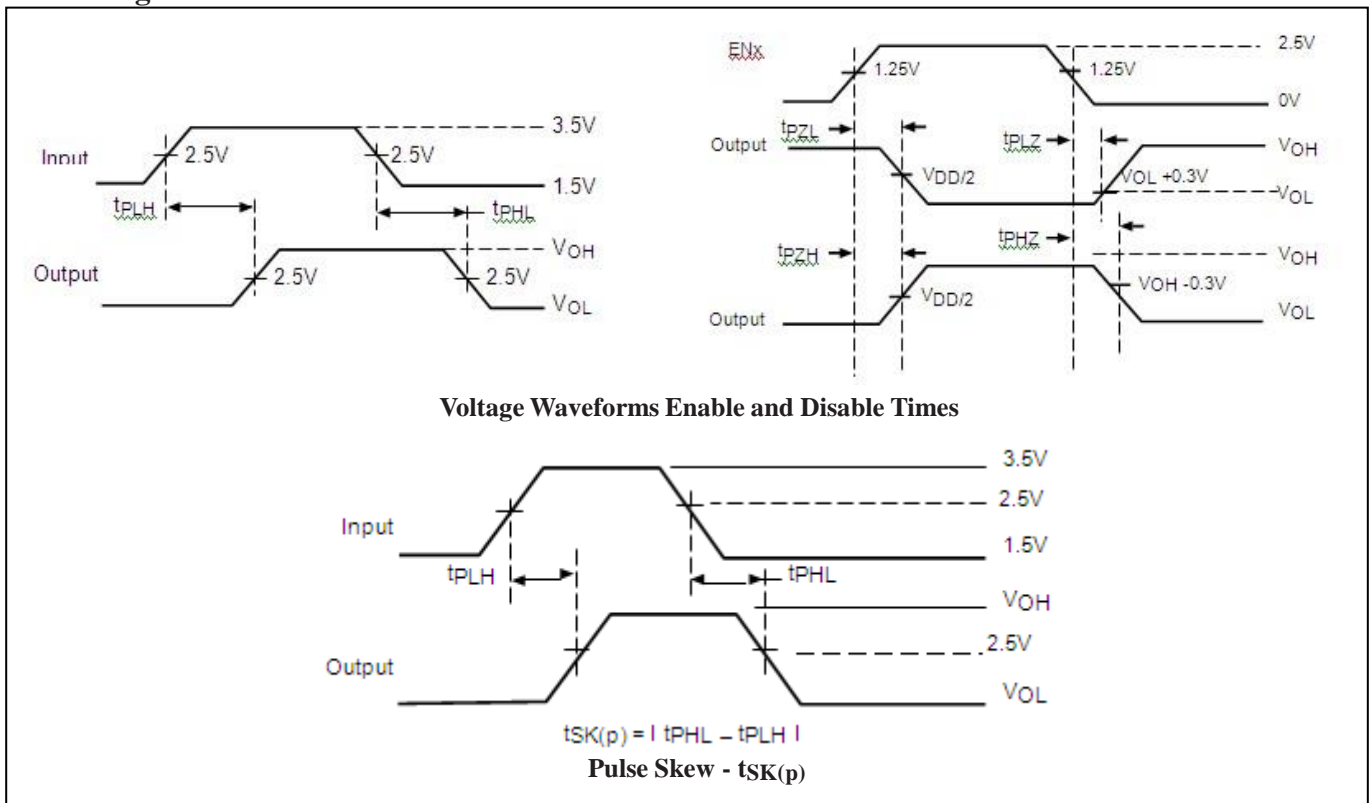 Input
2.5V
2.5V
3.5V
1.5V
tPLH
tPHL
Output
2.5V
2.5V
VOH
VOL
ENx
1.25V
1.25V
2.5V
0V
tPZL
tPLZ
Output
VDD/2
VOL +0.3V
VOH
VOL
tPZH
tPHZ
VOH
Output
VDD/2
VOH -0.3V
VOL
Voltage Waveforms Enable and Disable Times
3.5V
2.5V
Input
1.5V
tPLH
tPHL
VOH
2.5V
Output
VOL
tSK(p) = I tPHL – tPLH I
Pulse Skew - tSK(p)